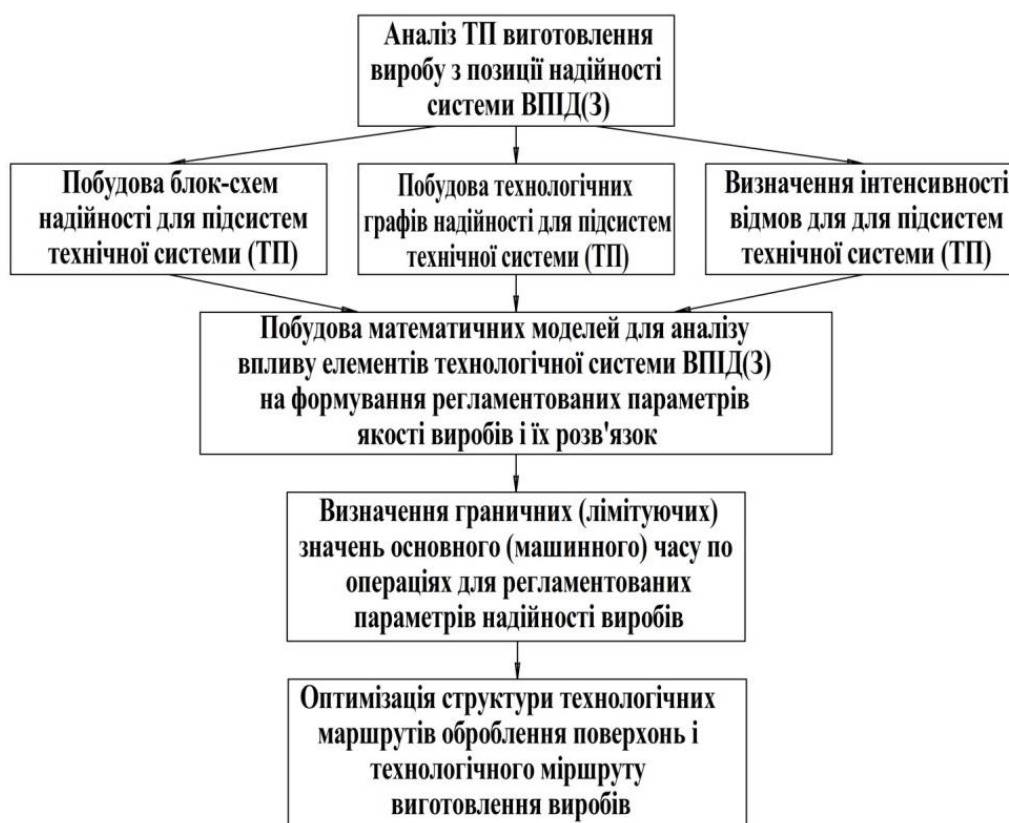 Аналіз ТП виготовлення
виробу з позиції надійності
системи ВПІД(З)
Побудова блок-схем
надійності для підсистем
технічної системи (ТП)
Побудова технологічних
графів надійності для підсистем
технічної системи (ТП)
Визначення інтенсивності
відмов для для підсистем
технічної системи (ТП)
Побудова математичних моделей для аналізу
впливу елементів технологічної системи ВПІД(З)
на формування регламентованих параметрів
якості виробів і їх розв'язок
Визначення граничних (лімітуючих)
значень основного (машинного) часу по
операціях для регламентованих
параметрів надійності виробів
Оптимізація структури технологічних
маршрутів оброблення поверхонь і
технологічного міршруту
виготовлення виробів